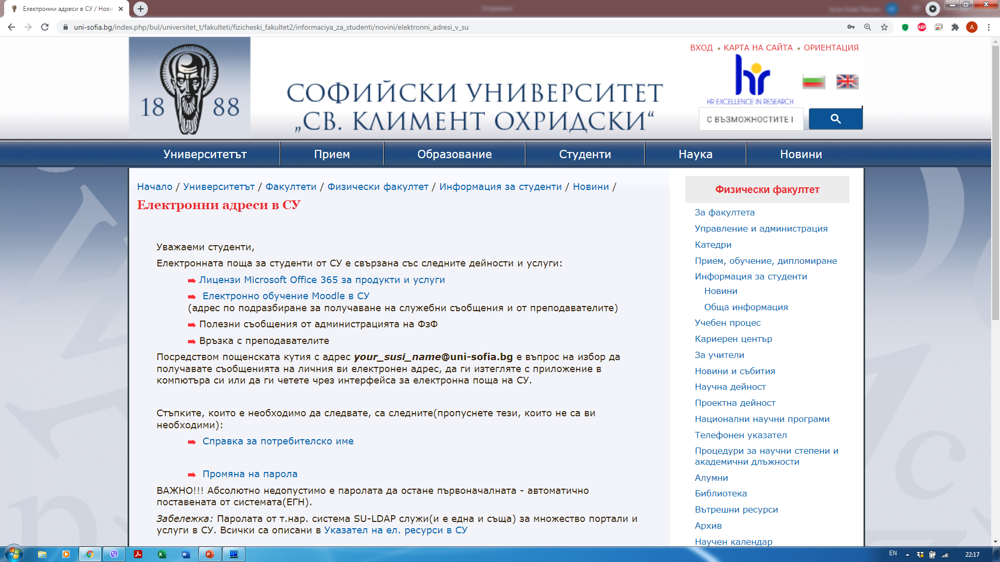 Електронни адреси в СУ / Нови
uni-sofia.bg/index.php/bul/universitet_t/fakulteti/fizicheski_fakultet2/informaciya_za_studenti/novini/elektronni_adresi_v_su
ABP
A
ВХОД КАРТА НА САЙТА ОРИЕНТАЦИЯ
18 88
СОФИЙСКИ УНИВЕРСИТЕТ
„СВ. КЛИМЕНТ ОХРИДСКИ“
hr
HR EXCELLENCE IN RESEARCH
С ВЪЗМОЖНОСТИТЕ
Университетът Прием Образование Студенти Наука Новини
Начало / Университетът / Факултети / Физически факултет / Информация за студенти / Новини /
Електронни адреси в СУ
Уважаеми студенти,
Електронната поща за студенти от СУ е свързана със следните дейности и услуги:
Лицензи Microsoft Office 365 за продукти и услуги
Електронно обучение Moodle в СУ
(адрес по подразбиране за получаване на служебни съобщения и от преподавателите)
Полезни съобщения от администрацията на ФзФ
Връзка с преподавателите
Посредством пощенската кутия с адрес your_susi_name@uni-sofia.bg е въпрос на избор да
получавате съобщенията на личния ви електронен адрес, да ги изтегляте с приложение в
компютъра си или да ги четете чрез интерфейса за електронна поща на СУ.
Стъпките, които е необходимо да следвате, са следните(пропуснете тези, които не са ви
необходими):
Справка за потребителско име
Промяна на парола
ВАЖНО!!! Абсолютно недопустимо е паролата да остане първоначалната - автоматично
поставената от системата(ЕГН).
Забележка: Паролата от т.нар. система SU-LDAP служи(и е една и съща) за множество портали и
услуги в СУ. Всички са описани в Указател на ел. ресурси в СУ
Физически факултет
За факултета
Управление и администрация
Катедри
Прием, обучение, дипломиране
Информация за студенти
Новини
Обща информация
Учебен процес
Кариерен център
За учители
Новини и събития
Научна дейност
Проектна дейност
Национални научни програми
Телефонен указател
Процедури за научни степени и
академични длъжности
Алумни
Библиотека
Вътрешни ресурси
Архив
Научен календар
EN 22:17